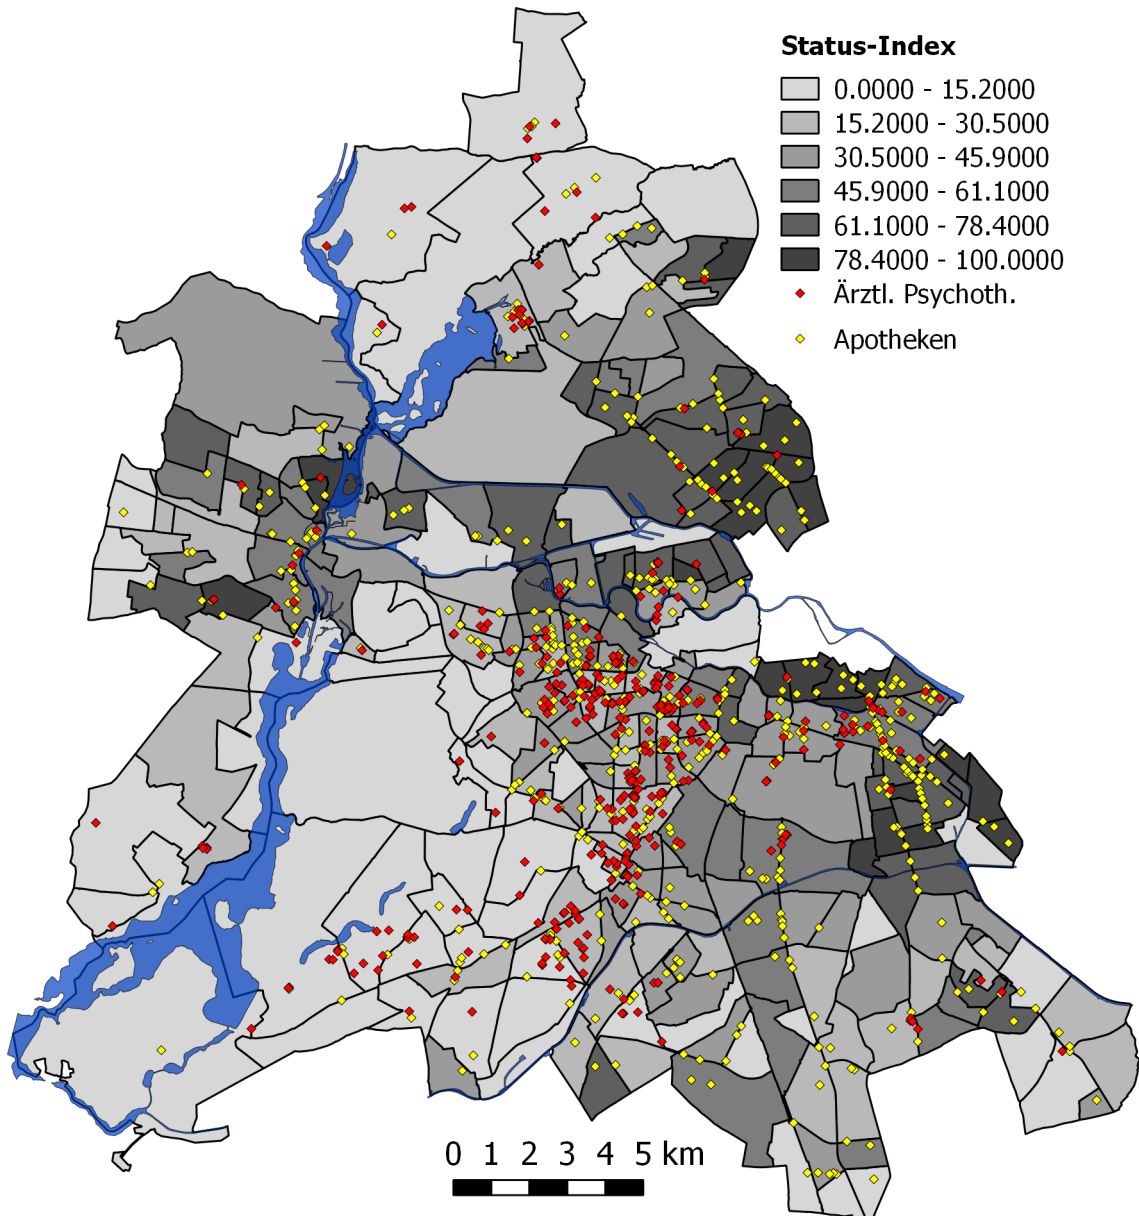 Status-Index
0.0000 - 15.2000
15.2000 - 30.5000
30.5000 - 45.9000
45.9000 - 61.1000
61.1000 - 78.4000
78.4000 - 100.0000
Ärztl. Psychoth.
Apotheken
0 1 2 3 4 5 km